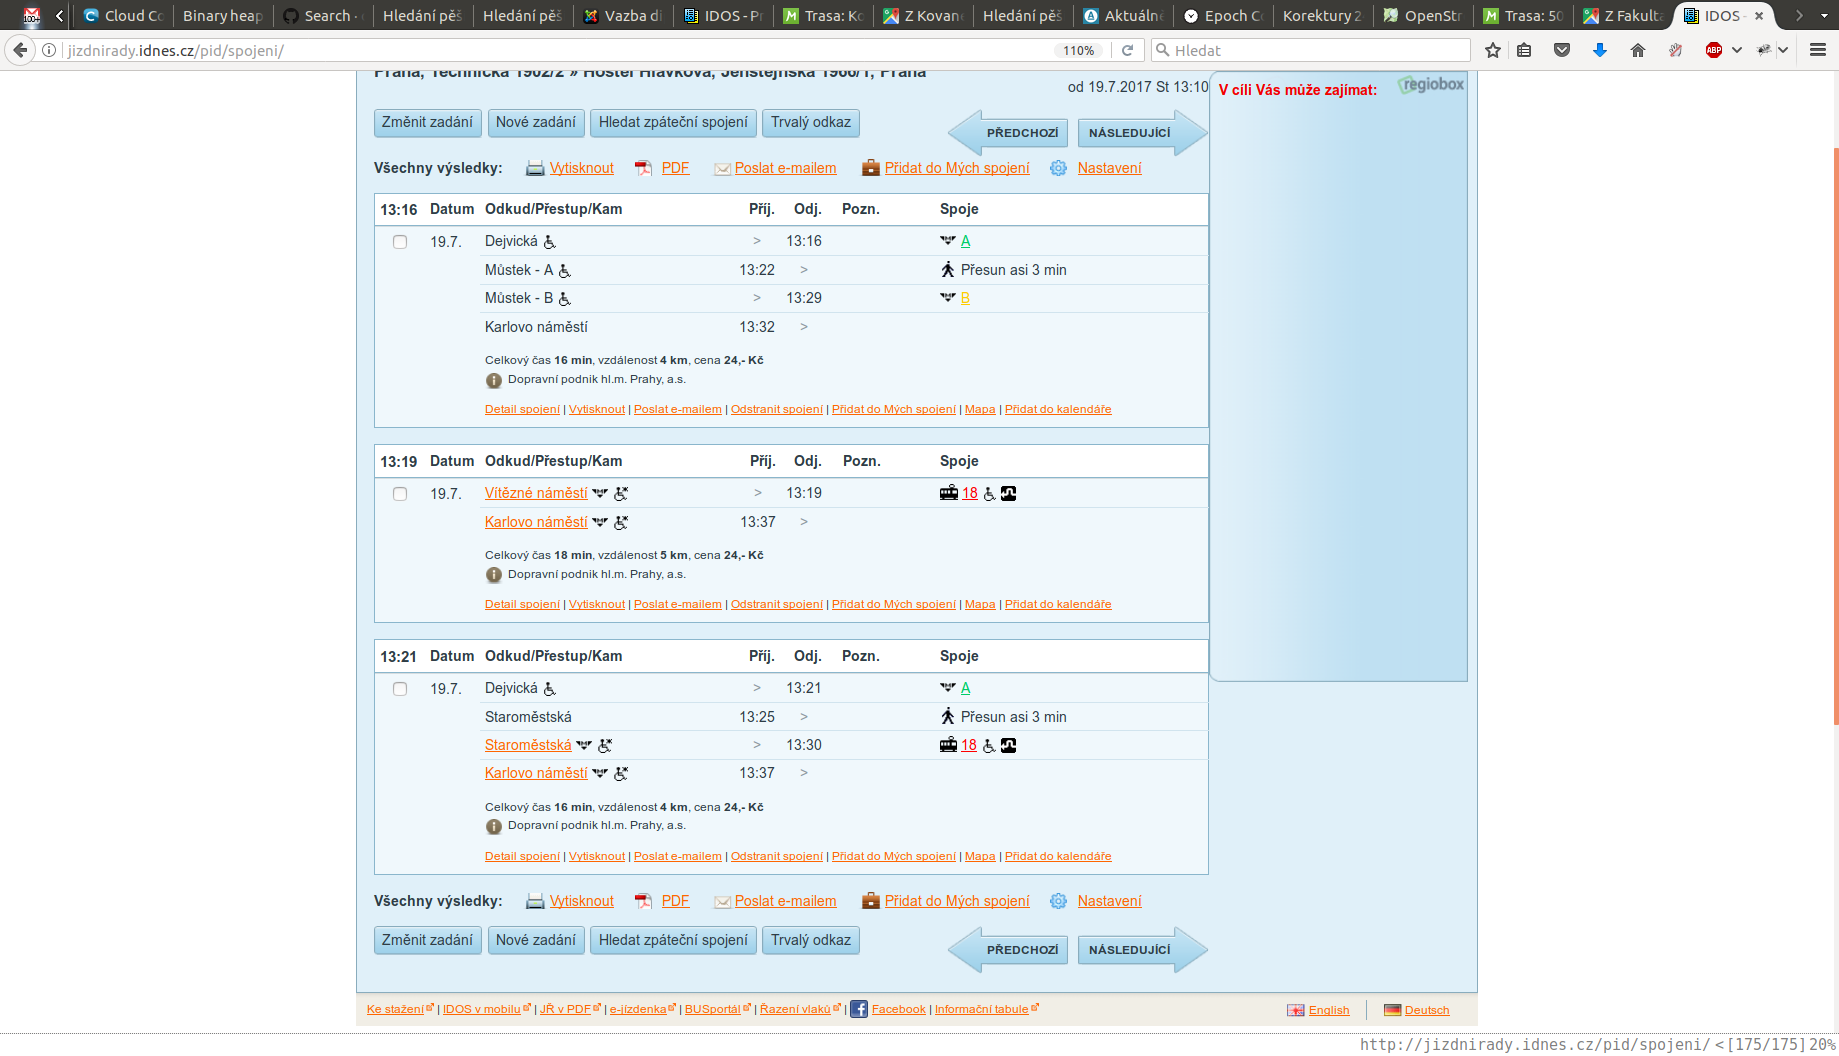 100+ Cloud Co Binary heap Search - Hledání pěš Hledání pěš Vazba di IDOS - Pr Trasa: Ko Z Kované Hledání pěš Aktuálně Epoch Co Korektury 2 OpenStr Trasa: 50 Z Fakulta IDOS -
jizdnirady.idnes.cz/pid/spojeni/ 110% Hledat ABP
Praha, Technická 1902/2 » Hostel Hlávkova, Jenštejnská 1966/1, Praha
od 19.7.2017 St 13:10
V cíli Vás může zajímat: regiobox
Změnit zadání Nové zadání Hledat zpáteční spojení Trvalý odkaz PŘEDCHOZÍ NÁSLEDUJÍCÍ
Všechny výsledky: Vytisknout PDF Poslat e-mailem Přidat do Mých spojení Nastavení
13:16 Datum Odkud/Přestup/Kam Příj. Odj. Pozn. Spoje
19.7. Dejvická > 13:16 A
Můstek - A 13:22 > Přesun asi 3 min
Můstek - B > 13:29 B
Karlovo náměstí 13:32 >
Celkový čas 16 min, vzdálenost 4 km, cena 24,- Kč
Dopravní podnik hl.m. Prahy, a.s.
Detail spojení | Vytisknout | Poslat e-mailem | Odstranit spojení | Přidat do Mých spojení | Mapa | Přidat do kalendáře
13:19 Datum Odkud/Přestup/Kam Příj. Odj. Pozn. Spoje
19.7. Vítězné náměstí > 13:19 18
Karlovo náměstí 13:37 >
Celkový čas 18 min, vzdálenost 5 km, cena 24,- Kč
Dopravní podnik hl.m. Prahy, a.s.
Detail spojení | Vytisknout | Poslat e-mailem | Odstranit spojení | Přidat do Mých spojení | Mapa | Přidat do kalendáře
13:21 Datum Odkud/Přestup/Kam Příj. Odj. Pozn. Spoje
19.7. Dejvická > 13:21 A
Staroměstská 13:25 > Přesun asi 3 min
Staroměstská > 13:30 18
Karlovo náměstí 13:37 >
Celkový čas 16 min, vzdálenost 4 km, cena 24,- Kč
Dopravní podnik hl.m. Prahy, a.s.
Detail spojení | Vytisknout | Poslat e-mailem | Odstranit spojení | Přidat do Mých spojení | Mapa | Přidat do kalendáře
Všechny výsledky: Vytisknout PDF Poslat e-mailem Přidat do Mých spojení Nastavení
Změnit zadání Nové zadání Hledat zpáteční spojení Trvalý odkaz PŘEDCHOZÍ NÁSLEDUJÍCÍ
Ke stažení | IDOS v mobilu | JŘ v PDF | e-jízdenka | BUSportál | Řazení vlaků | Facebook | Informační tabule English Deutsch
http://jizdnirady.idnes.cz/pid/spojeni/ <[175/175] 20%